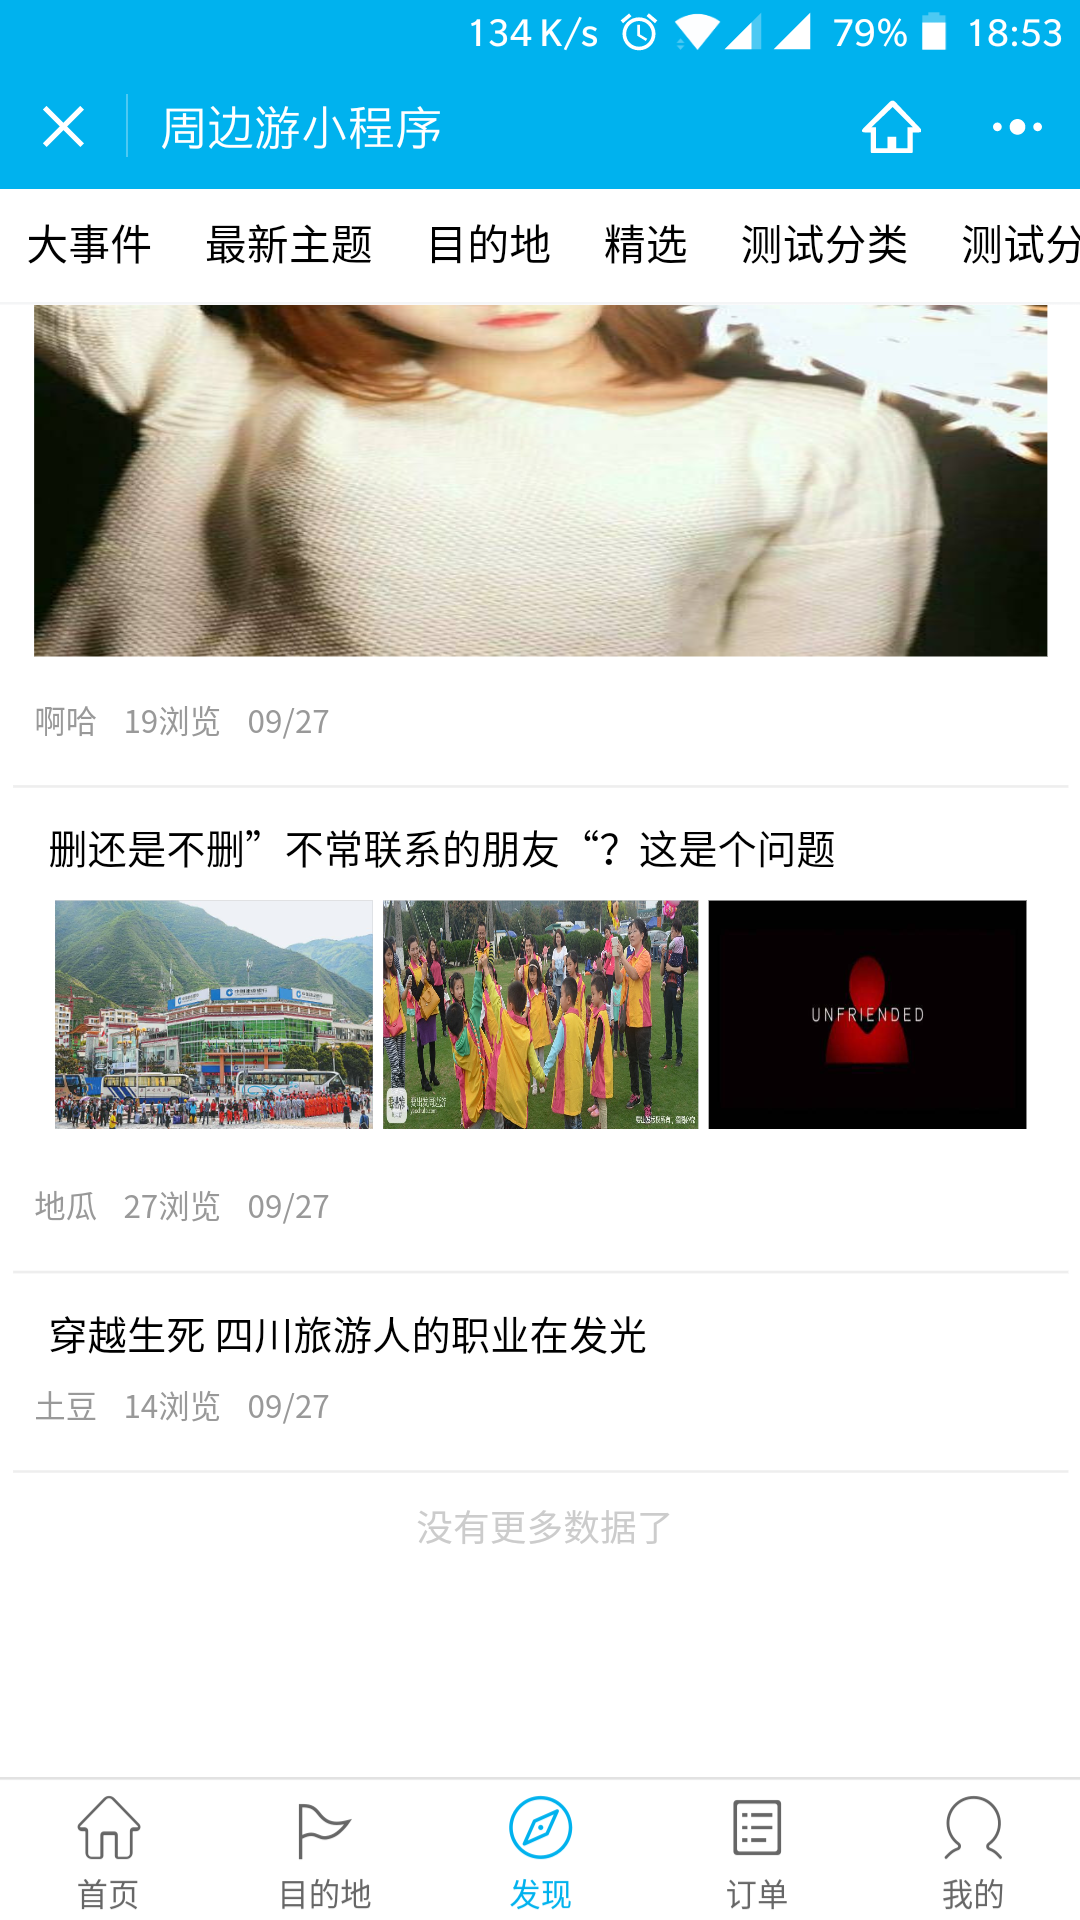 134 K/s 79% 18:53
周边游小程序
大事件 最新主题 目的地 精选 测试分类 测试分
啊哈 19浏览 09/27
删还是不删”不常联系的朋友“？这是个问题
UNFRIENDED
地瓜 27浏览 09/27
穿越生死 四川旅游人的职业在发光
土豆 14浏览 09/27
没有更多数据了
首页 目的地 发现 订单 我的